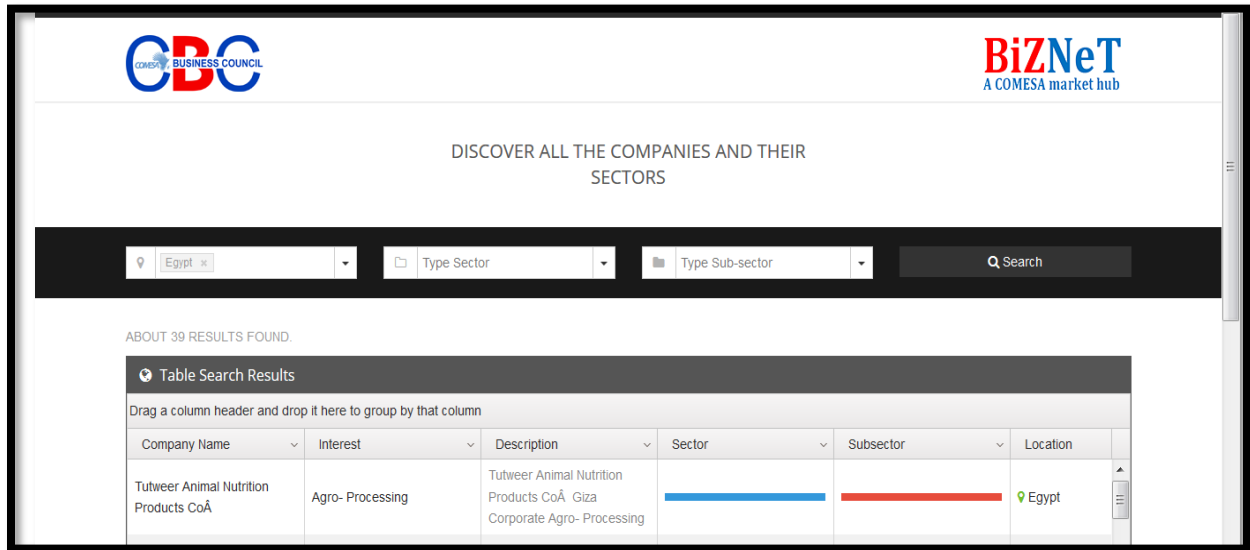 CBC
COMESA BUSINESS COUNCIL
BiZNeT
A COMESA market hub
DISCOVER ALL THE COMPANIES AND THEIR
SECTORS
Egypt ×
Type Sector
Type Sub-sector
Search
ABOUT 39 RESULTS FOUND.
Table Search Results
Drag a column header and drop it here to group by that column
Company Name Interest Description Sector Subsector Location
Tutweer Animal Nutrition
Products CoÂ
Agro- Processing
Tutweer Animal Nutrition
Products CoÂ Giza
Corporate Agro- Processing
Egypt